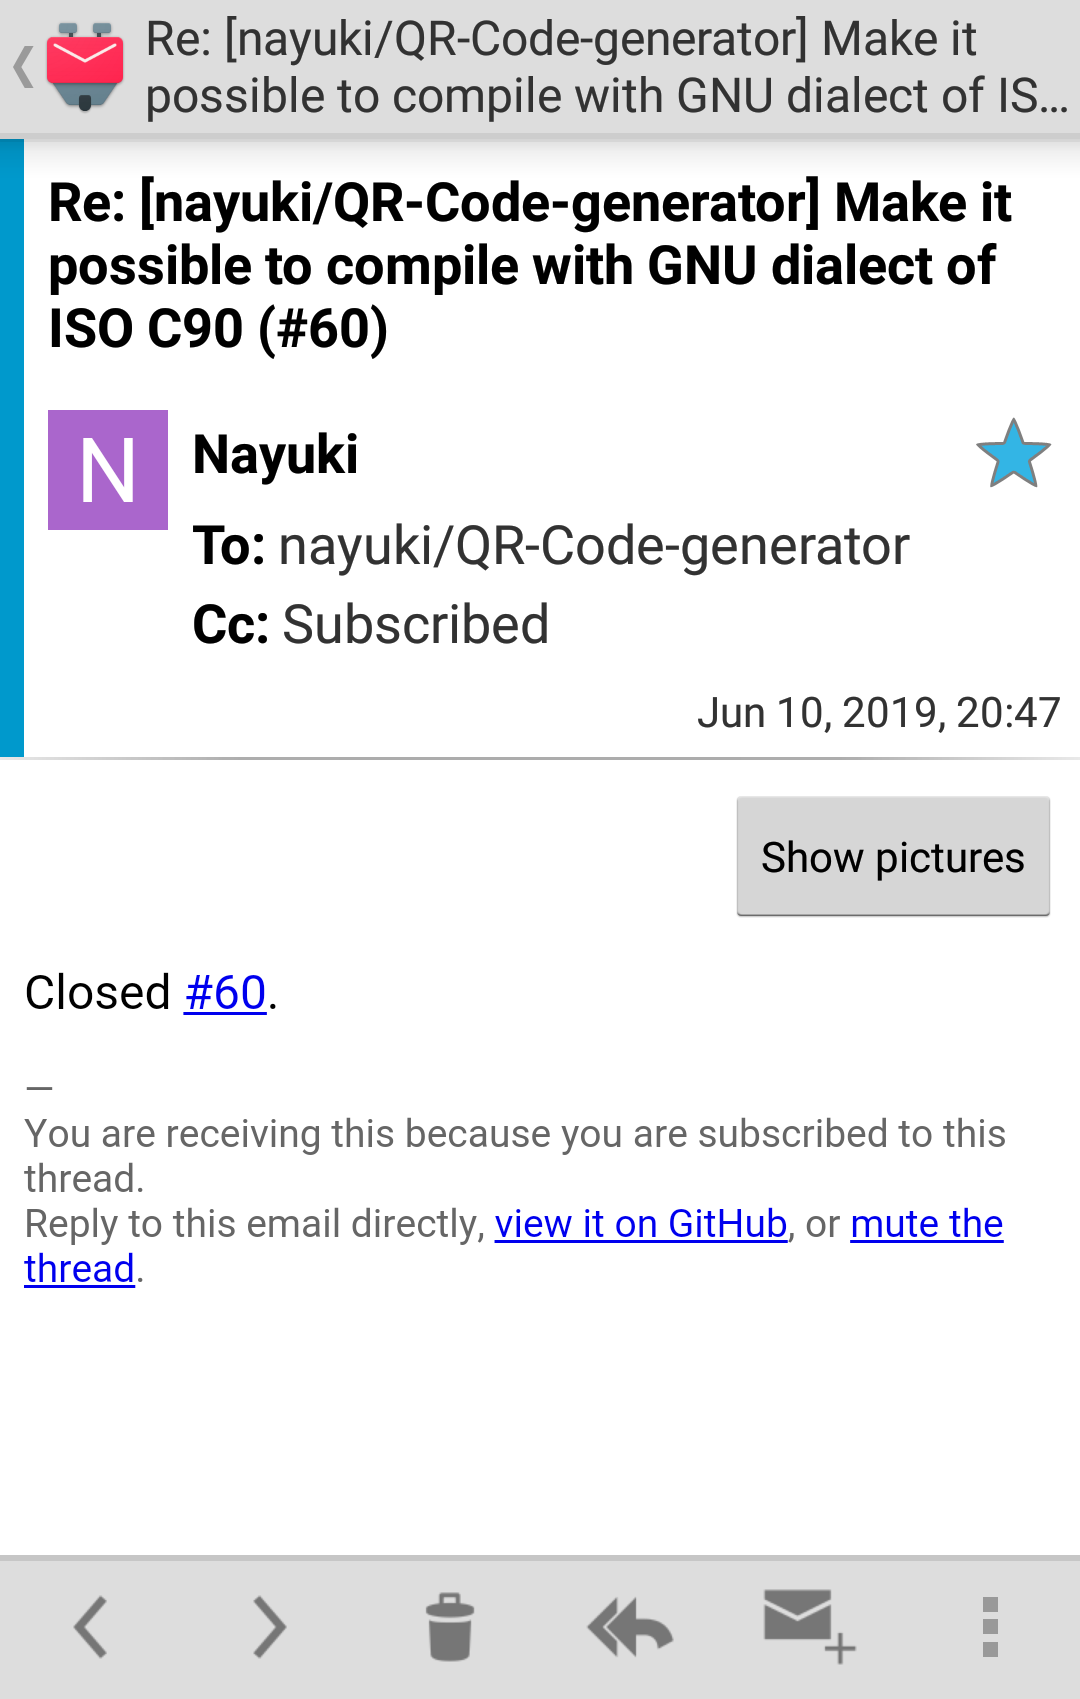 Re: [nayuki/QR-Code-generator] Make it
possible to compile with GNU dialect of IS...
Re: [nayuki/QR-Code-generator] Make it
possible to compile with GNU dialect of
ISO C90 (#60)
N
Nayuki
To: nayuki/QR-Code-generator
Cc: Subscribed
Jun 10, 2019, 20:47
Show pictures
Closed #60.
—
You are receiving this because you are subscribed to this
thread.
Reply to this email directly, view it on GitHub, or mute the
thread.